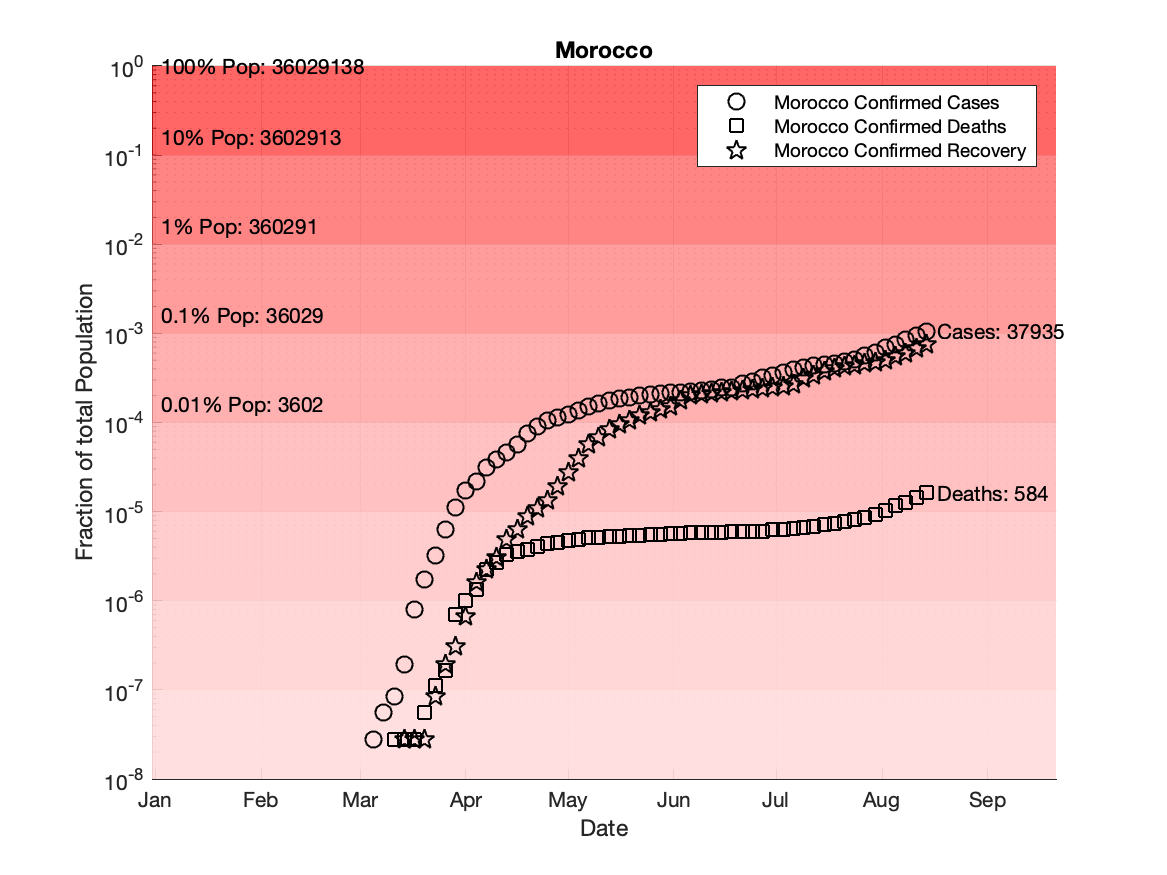 Morocco
10^0
10^-1
10^-2
10^-3
10^-4
10^-5
10^-6
10^-7
10^-8
Fraction of total Population
100% Pop: 36029138
10% Pop: 3602913
1% Pop: 360291
0.1% Pop: 36029
0.01% Pop: 3602
Morocco Confirmed Cases
Morocco Confirmed Deaths
Morocco Confirmed Recovery
Cases: 37935
Deaths: 584
Jan Feb Mar Apr May Jun Jul Aug Sep
Date